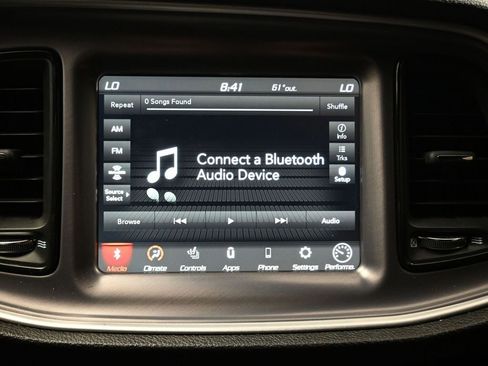 LO 8:41 61°out. LO
Repeat 0 Songs Found Shuffle
AM
Info
FM
Trks
Connect a Bluetooth
Audio Device
Setup
Source
Select
Browse Audio
Media Climate Controls Apps Phone Settings Performa.